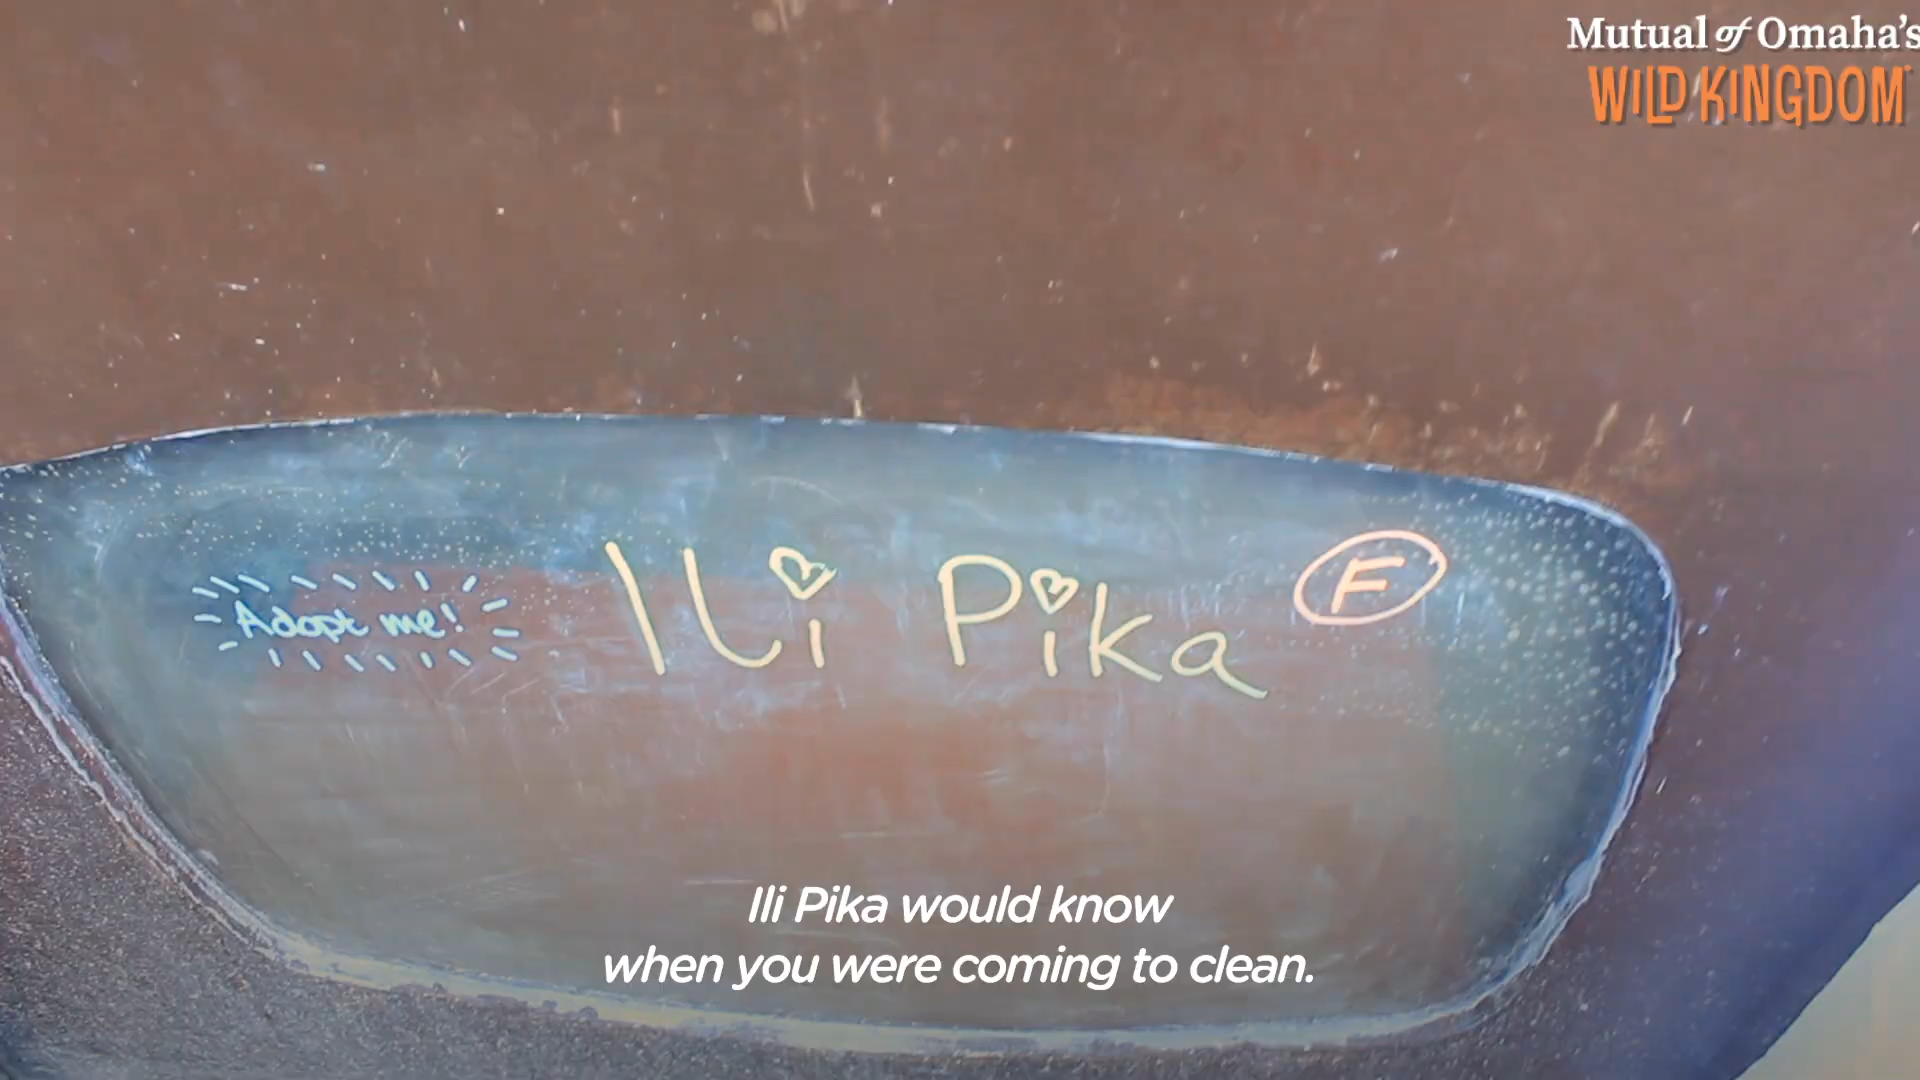 Mutual of Omaha's
WILD KINGDOM
Adopt me!
Ili Pika
F
Ili Pika would know
when you were coming to clean.